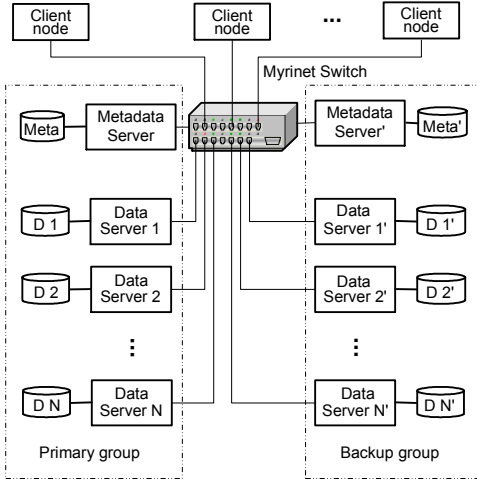 Client
node
Client
node
...
Client
node
Myrinet Switch
Meta
Metadata
Server
Metadata
Server'
Meta'
D 1
Data
Server 1
Data
Server 1'
D 1'
D 2
Data
Server 2
Data
Server 2'
D 2'
D N
Data
Server N
Data
Server N'
D N'
Primary group
Backup group